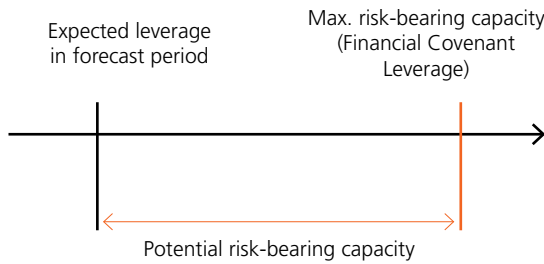 Expected leverage
in forecast period
Max. risk-bearing capacity
(Financial Covenant
Leverage)
Potential risk-bearing capacity